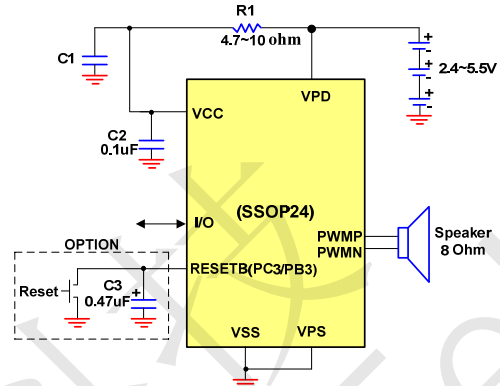 R1
4.7~10 ohm
C1
+
-
+
-
+
-
2.4~5.5V
VPD
VCC
C2
0.1uF
I/O
(SSOP24)
PWMP
PWMN
Speaker
8 Ohm
OPTION
RESETB(PC3/PB3)
Reset
C3
+
0.47uF
VSS
VPS